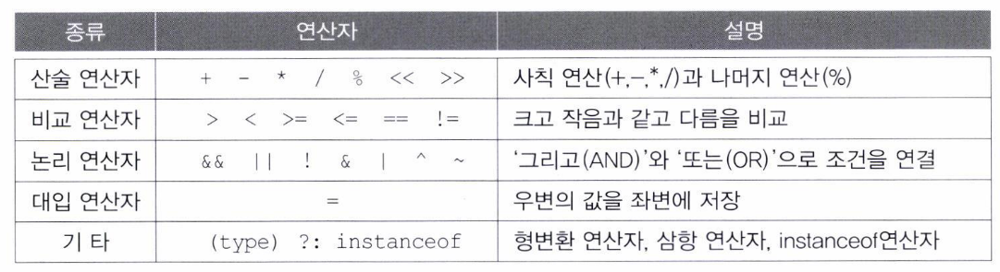 종류 연산자 설명
산술 연산자 + - * / % << >> 사칙 연산(+,−,*,/)과 나머지 연산(%)
비교 연산자 > < >= <= == != 크고 작음과 같고 다름을 비교
논리 연산자 && || ! & | ^ ~ ‘그리고(AND)’와 ‘또는(OR)’으로 조건을 연결
대입 연산자 = 우변의 값을 좌변에 저장
기 타 (type) ?: instanceof 형변환 연산자, 삼항 연산자, instanceof연산자